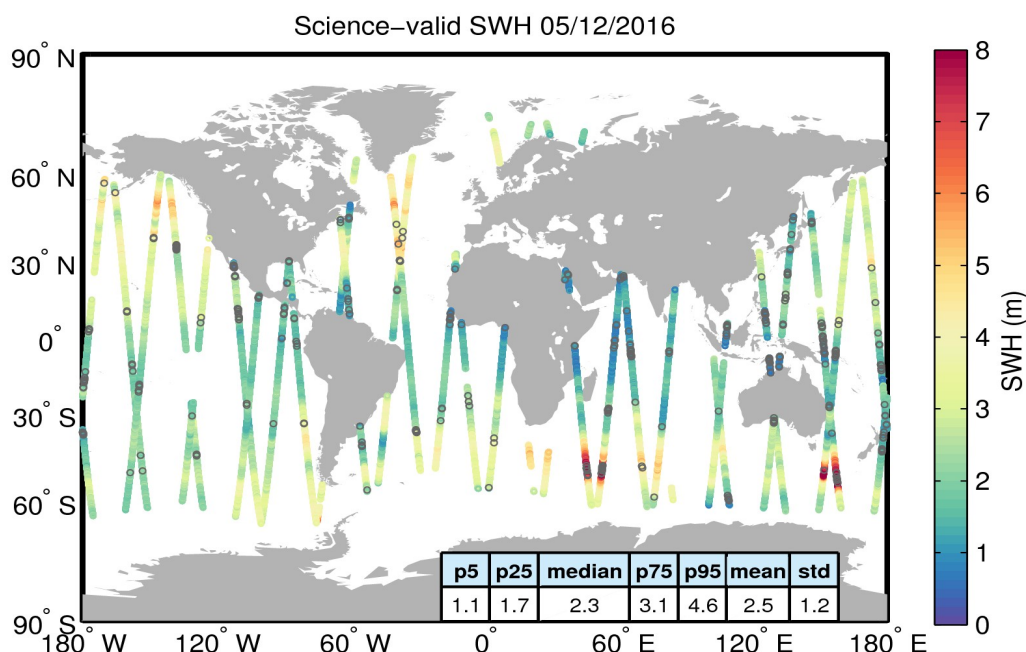 Science−valid SWH 05/12/2016
90° N
60° N
30° N
0°
30° S
60° S
90° S
180° W
120° W
60° W
0°
60° E
120° E
180° E
p5 p25 median p75 p95 mean std
1.1 1.7 2.3 3.1 4.6 2.5 1.2
8
7
6
5
4
3
2
1
0
SWH (m)